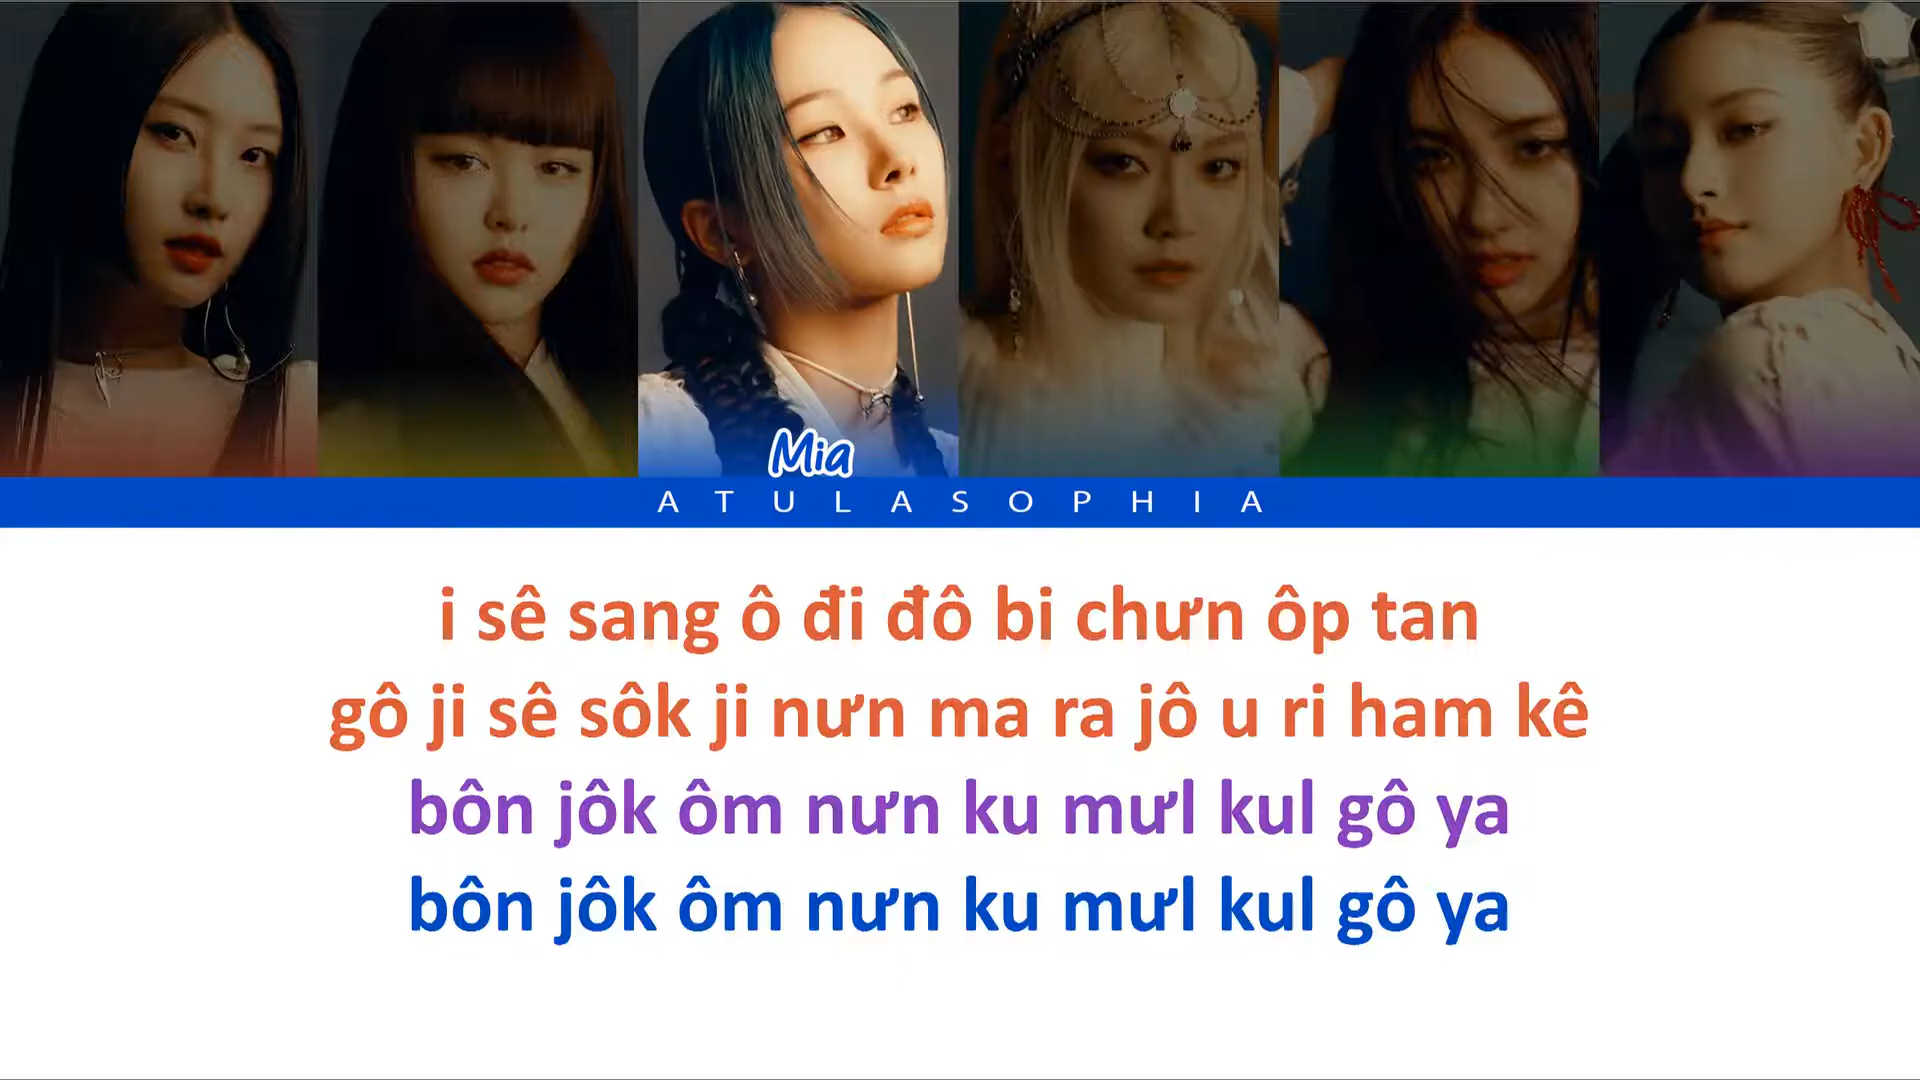 Mia
ATULASOPHIA
i sê sang ô đi đô bi chưn ôp tan
gô ji sê sôk ji nưn ma ra jô u ri ham kê
bôn jôk ôm nưn ku mưl kul gô ya
bôn jôk ôm nưn ku mưl kul gô ya